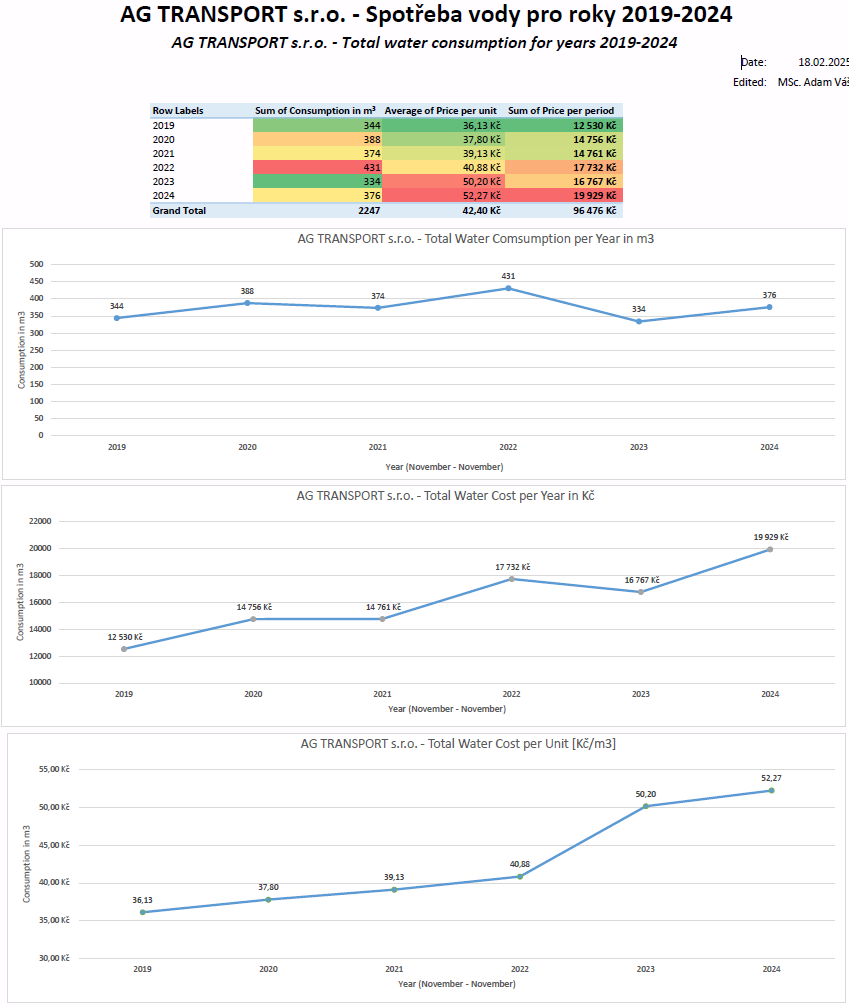 AG TRANSPORT s.r.o. - Spotřeba vody pro roky 2019-2024
AG TRANSPORT s.r.o. - Total water consumption for years 2019-2024
Date: 18.02.2025
Edited: MSc. Adam Váš
Row Labels Sum of Consumption in m³ Average of Price per unit Sum of Price per period
2019 344 36,13 Kč 12 530 Kč
2020 388 37,80 Kč 14 756 Kč
2021 374 39,13 Kč 14 761 Kč
2022 431 40,88 Kč 17 732 Kč
2023 334 50,20 Kč 16 767 Kč
2024 376 52,27 Kč 19 929 Kč
Grand Total 2247 42,40 Kč 96 476 Kč
AG TRANSPORT s.r.o. - Total Water Comsumption per Year in m3
Consumption in m3
500
450
400
350
300
250
200
150
100
50
0
344
388
374
431
334
376
2019 2020 2021 2022 2023 2024
Year (November - November)
AG TRANSPORT s.r.o. - Total Water Cost per Year in Kč
Consumption in m3
22000
20000
18000
16000
14000
12000
10000
12 530 Kč
14 756 Kč
14 761 Kč
17 732 Kč
16 767 Kč
19 929 Kč
2019 2020 2021 2022 2023 2024
Year (November - November)
AG TRANSPORT s.r.o. - Total Water Cost per Unit [Kč/m3]
Consumption in m3
55,00 Kč
50,00 Kč
45,00 Kč
40,00 Kč
35,00 Kč
30,00 Kč
36,13
37,80
39,13
40,88
50,20
52,27
2019 2020 2021 2022 2023 2024
Year (November - November)